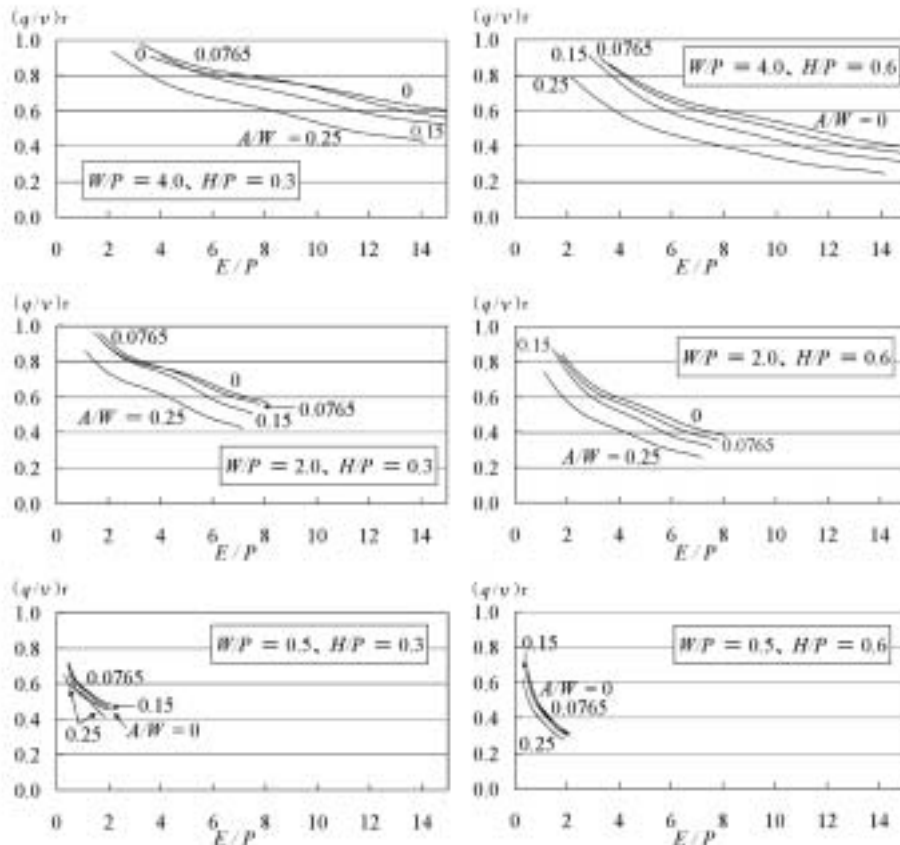 (q/v)r
1.0
0.8
0.6
0.4
0.2
0.0
0
0.0765
0
0.15
A/W = 0.25
W/P = 4.0、H/P = 0.3
0 2 4 6 8 10 12 14
E/P
(q/v)r
1.0
0.8
0.6
0.4
0.2
0.0
0.15
0.0765
0.25
W/P = 4.0、H/P = 0.6
A/W = 0
0 2 4 6 8 10 12 14
E/P
(q/v)r
1.0
0.8
0.6
0.4
0.2
0.0
0.0765
0
0.0765
0.15
A/W = 0.25
W/P = 2.0、H/P = 0.3
0 2 4 6 8 10 12 14
E/P
(q/v)r
1.0
0.8
0.6
0.4
0.2
0.0
0.15
W/P = 2.0、H/P = 0.6
0
0.0765
A/W = 0.25
0 2 4 6 8 10 12 14
E/P
(q/v)r
1.0
0.8
0.6
0.4
0.2
0.0
W/P = 0.5、H/P = 0.3
0.0765
0.15
0.25
A/W = 0
0 2 4 6 8 10 12 14
E/P
(q/v)r
1.0
0.8
0.6
0.4
0.2
0.0
0.15
W/P = 0.5、H/P = 0.6
A/W = 0
0.0765
0.25
0 2 4 6 8 10 12 14
E/P